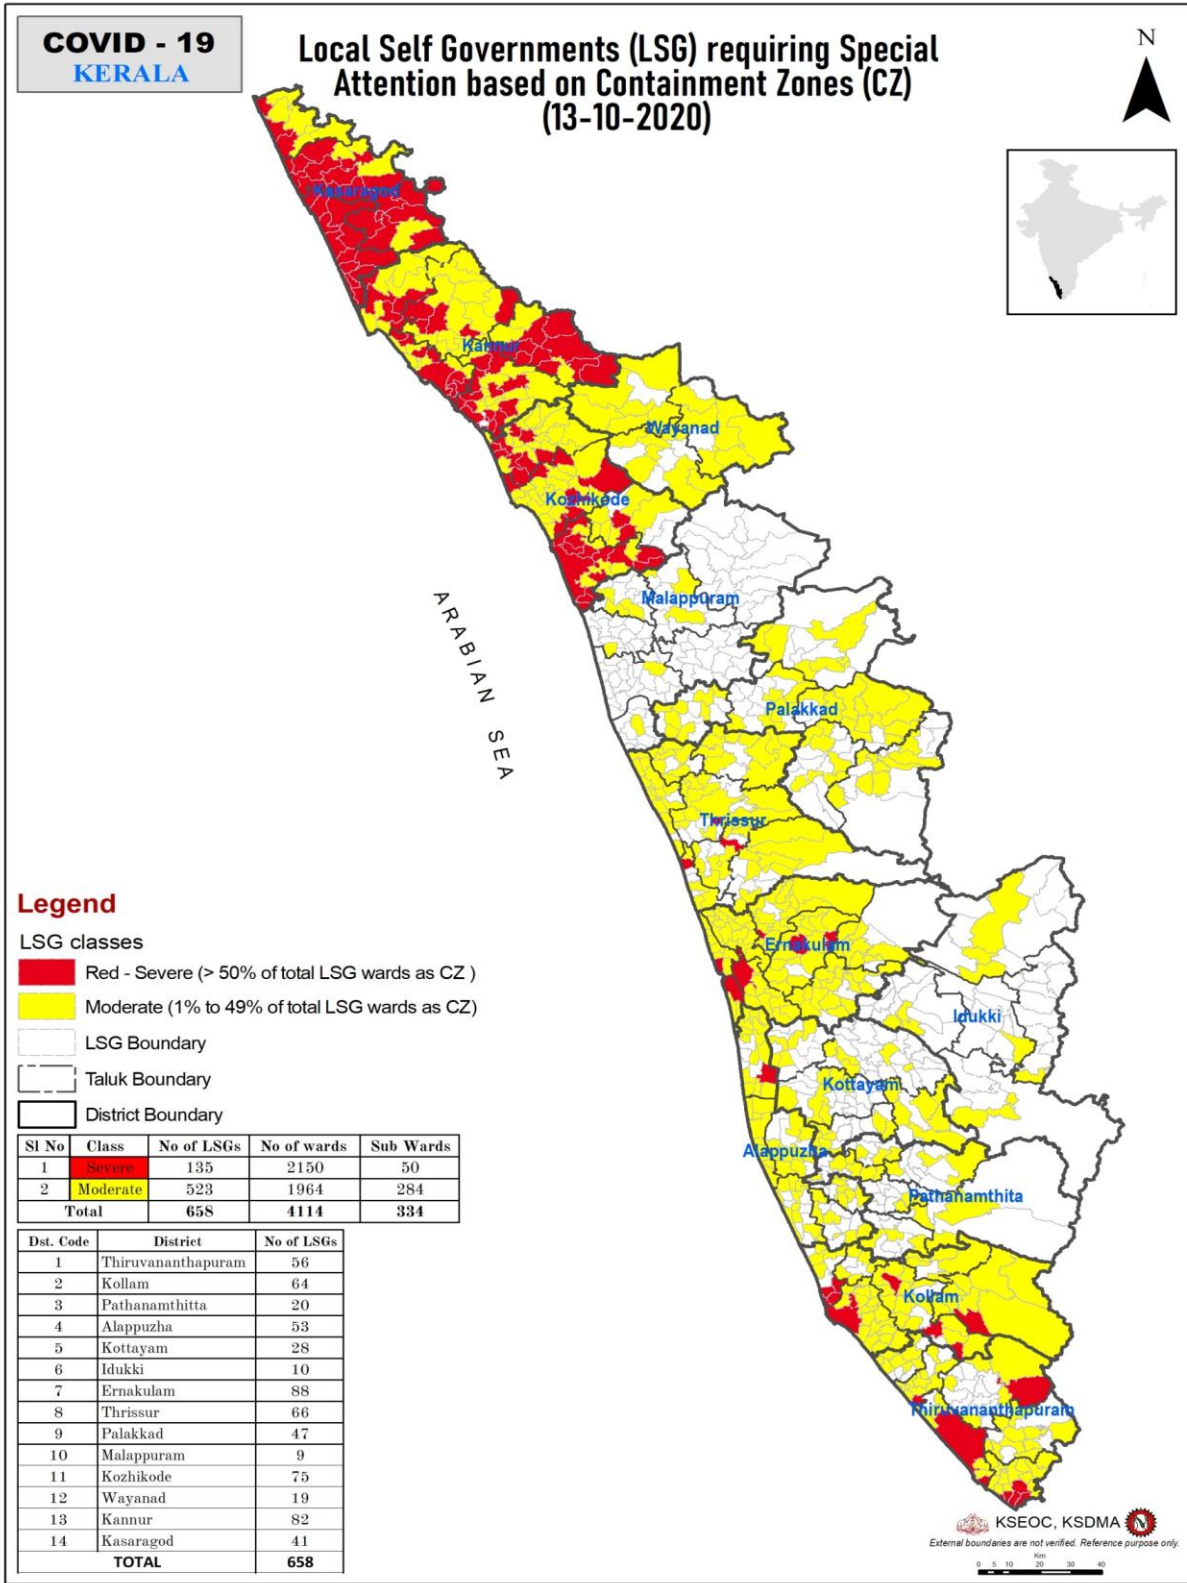 COVID - 19
KERALA
Local Self Governments (LSG) requiring Special
Attention based on Containment Zones (CZ)
(13-10-2020)
N
Kasaragod
Kannur
Wayanad
Kozhikode
Malappuram
ARABIAN SEA
Palakkad
Thrissur
Ernakulam
Idukki
Kottayam
Alappuzha
Pathanamthita
Kollam
Thiruvananthapuram
Legend
LSG classes
Red - Severe (> 50% of total LSG wards as CZ )
Moderate (1% to 49% of total LSG wards as CZ)
LSG Boundary
Taluk Boundary
District Boundary
Sl No Class No of LSGs No of wards Sub Wards
1 Severe 135 2150 50
2 Moderate 523 1964 284
Total 658 4114 334
Dst. Code District No of LSGs
1 Thiruvananthapuram 56
2 Kollam 64
3 Pathanamthitta 20
4 Alappuzha 53
5 Kottayam 28
6 Idukki 10
7 Ernakulam 88
8 Thrissur 66
9 Palakkad 47
10 Malappuram 9
11 Kozhikode 75
12 Wayanad 19
13 Kannur 82
14 Kasaragod 41
TOTAL 658
KSEOC, KSDMA
External boundaries are not verified. Reference purpose only.
Km
0 5 10 20 30 40